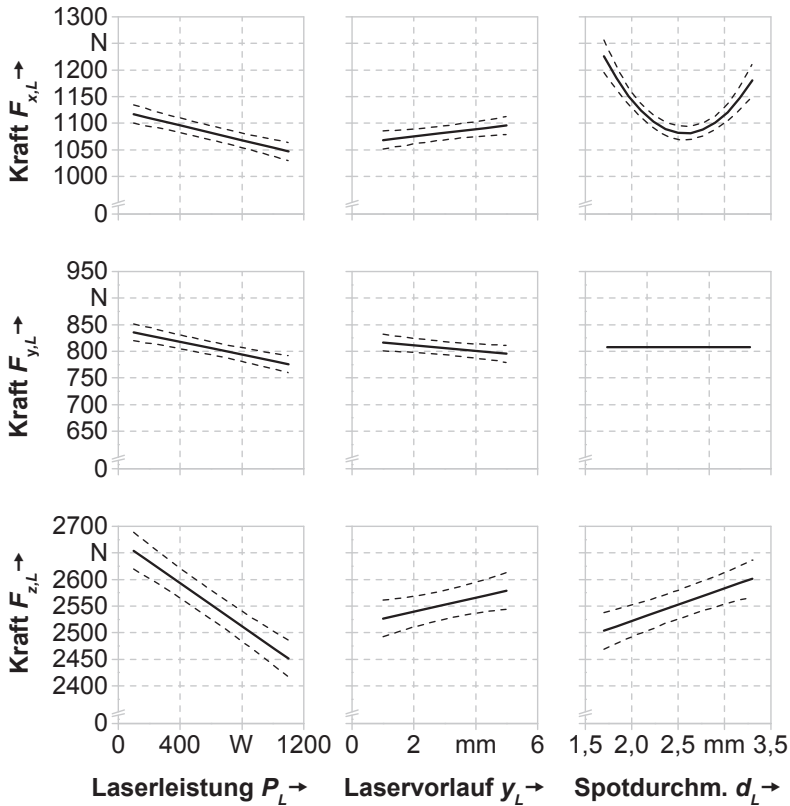 1300
N
1200
1150
1100
1050
1000
0
Kraft F_x,L →
950
N
850
800
750
700
650
0
Kraft F_y,L →
2700
N
2600
2550
2500
2450
2400
0
Kraft F_z,L →
0 400 W 1200 0 2 mm 6 1,5 2,0 2,5 mm 3,5
Laserleistung P_L → Laservorlauf y_L → Spotdurchm. d_L →